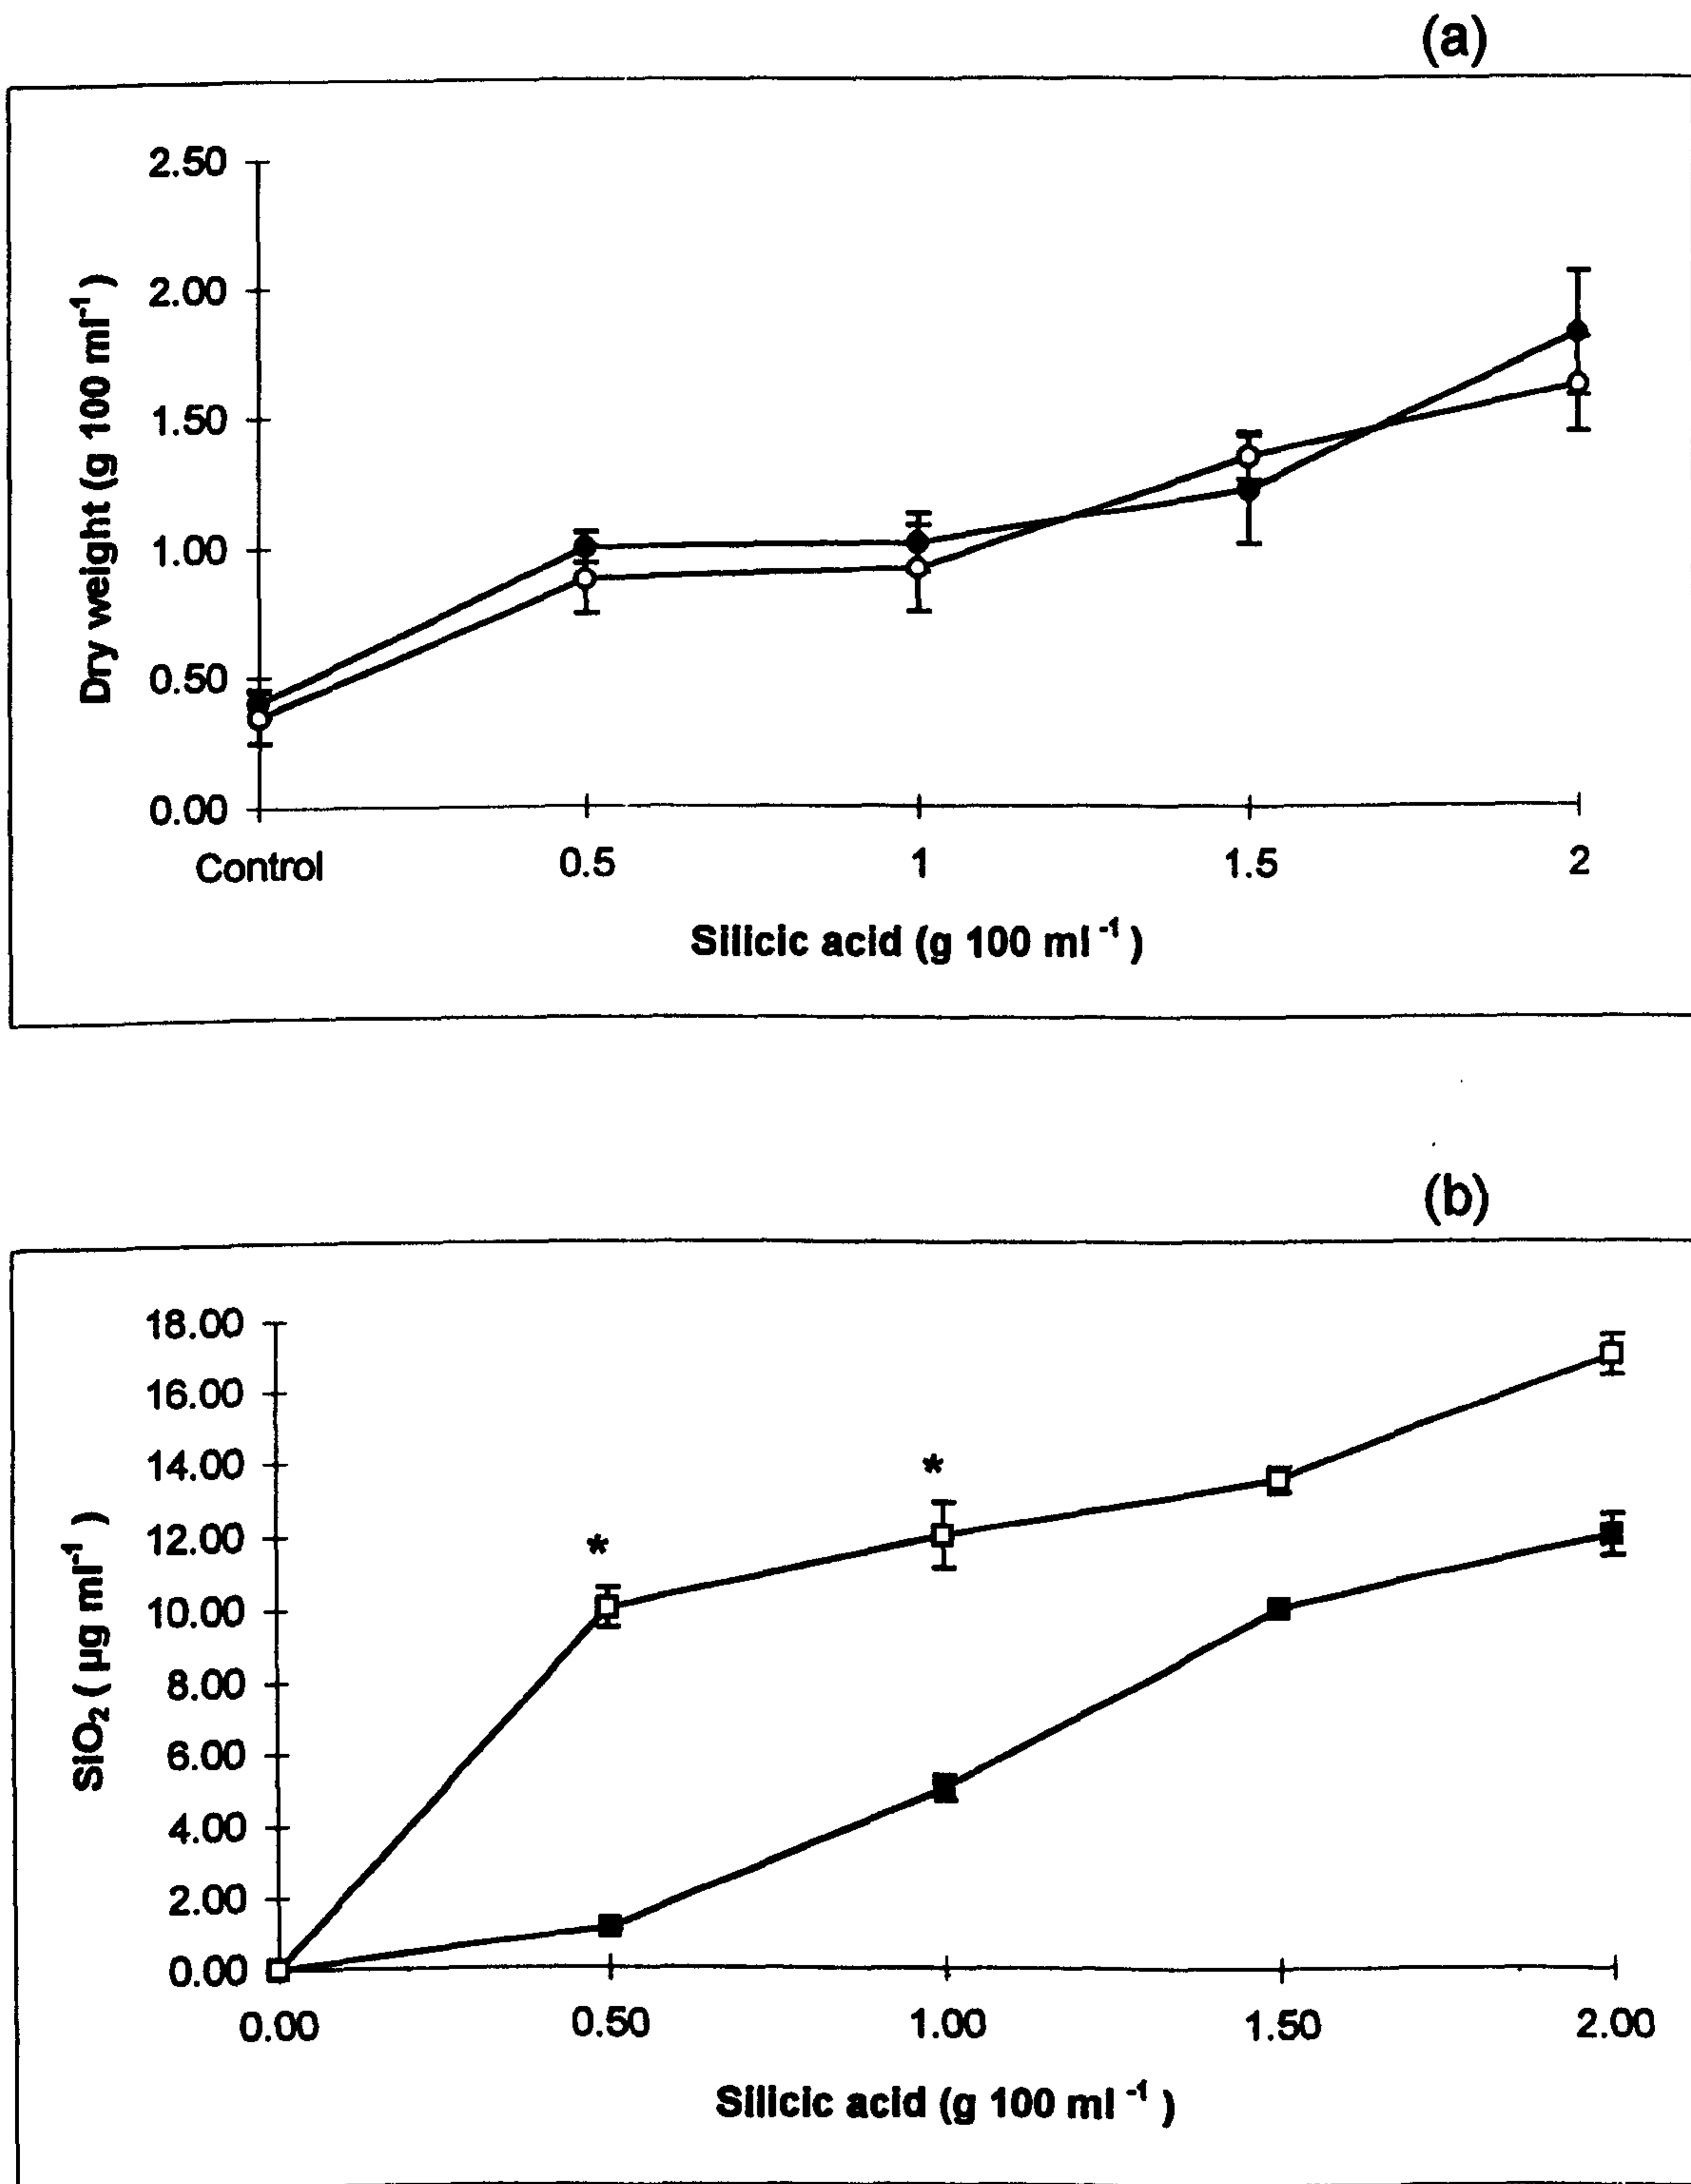 (a)
2.50
2.00
1.50
1.00
0.50
0.00
Dry weight (g 100 ml⁻¹)
Control 0.5 1 1.5 2
Silicic acid (g 100 ml ⁻¹)
(b)
18.00
16.00
14.00
12.00
10.00
8.00
6.00
4.00
2.00
0.00
SiO₂ ( µg ml⁻¹)
*
*
0.00 0.50 1.00 1.50 2.00
Silicic acid (g 100 ml ⁻¹ )